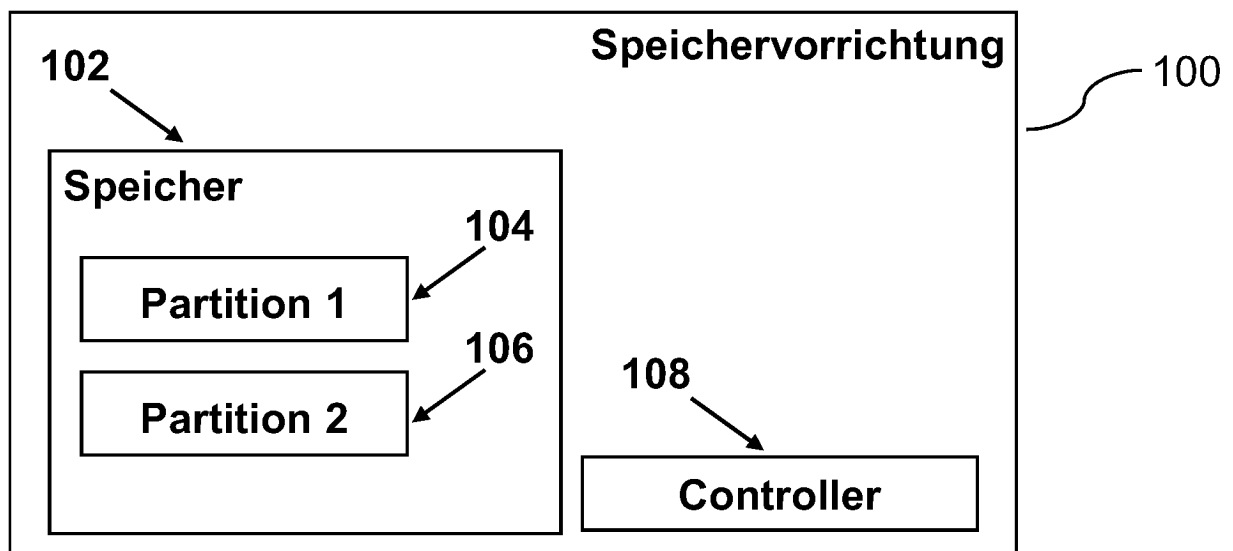 Speichervorrichtung
102
100
Speicher
104
Partition 1
106
Partition 2
108
Controller